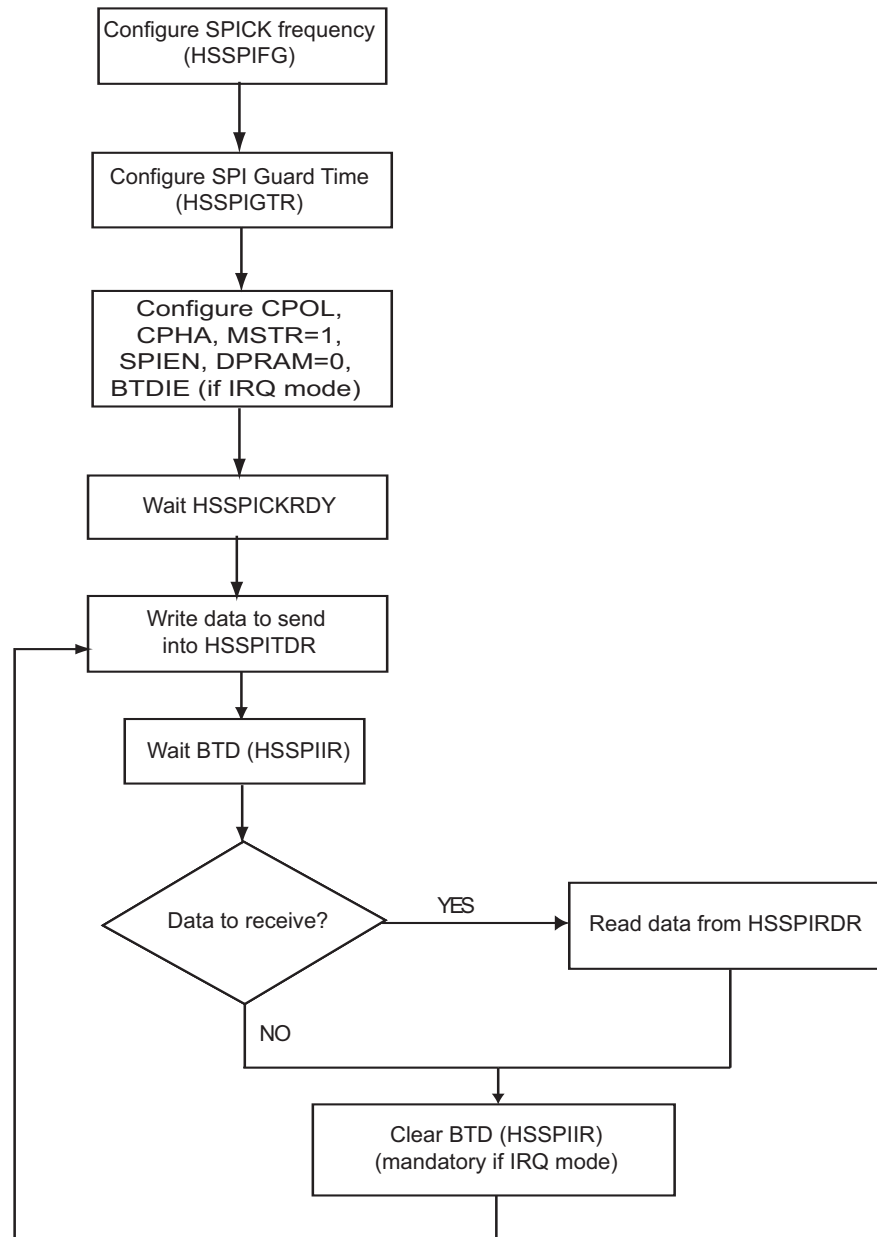 Configure SPICK frequency
(HSSPIFG)
Configure SPI Guard Time
(HSSPIGTR)
Configure CPOL,
CPHA, MSTR=1,
SPIEN, DPRAM=0,
BTDIE (if IRQ mode)
Wait HSSPICKRDY
Write data to send
into HSSPITDR
Wait BTD (HSSPIIR)
Data to receive?
YES
Read data from HSSPIRDR
NO
Clear BTD (HSSPIIR)
(mandatory if IRQ mode)